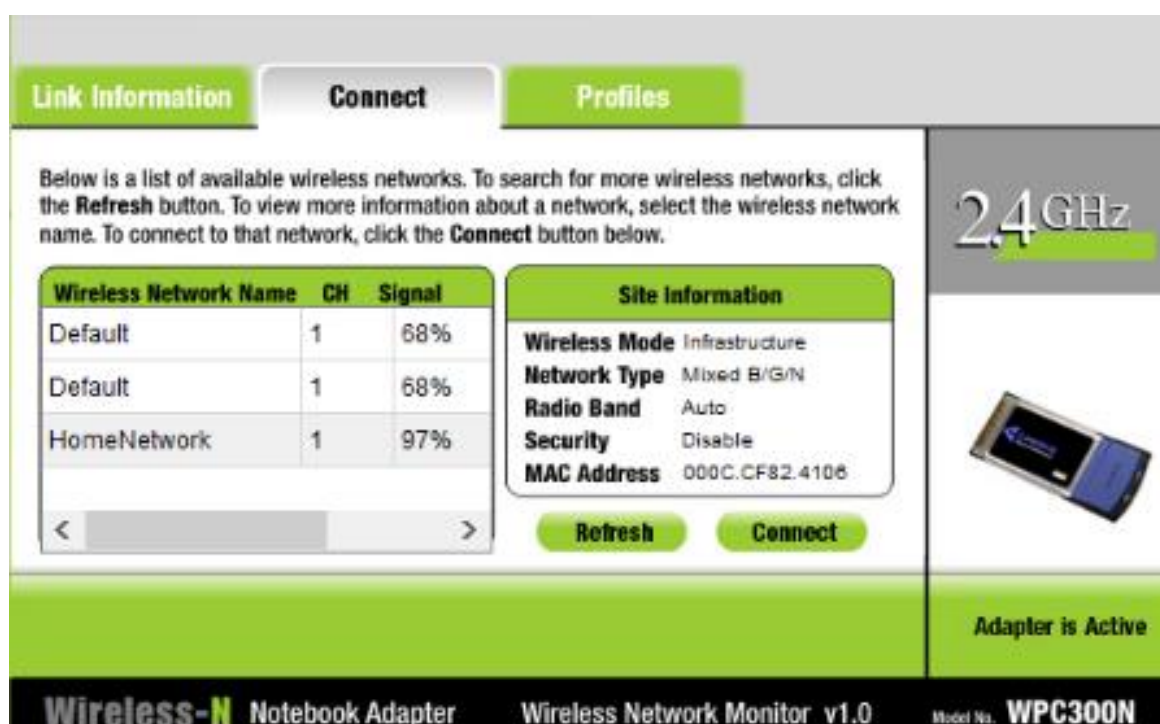 Link Information Connect Profiles
Below is a list of available wireless networks. To search for more wireless networks, click
the Refresh button. To view more information about a network, select the wireless network
name. To connect to that network, click the Connect button below.
2.4GHz
Wireless Network Name CH Signal
Default 1 68%
Default 1 68%
HomeNetwork 1 97%
Site Information
Wireless Mode Infrastructure
Network Type Mixed B/G/N
Radio Band Auto
Security Disable
MAC Address 000C.CF82.4106
Refresh Connect
Adapter is Active
Wireless-N Notebook Adapter Wireless Network Monitor v1.0 Model No. WPC300N